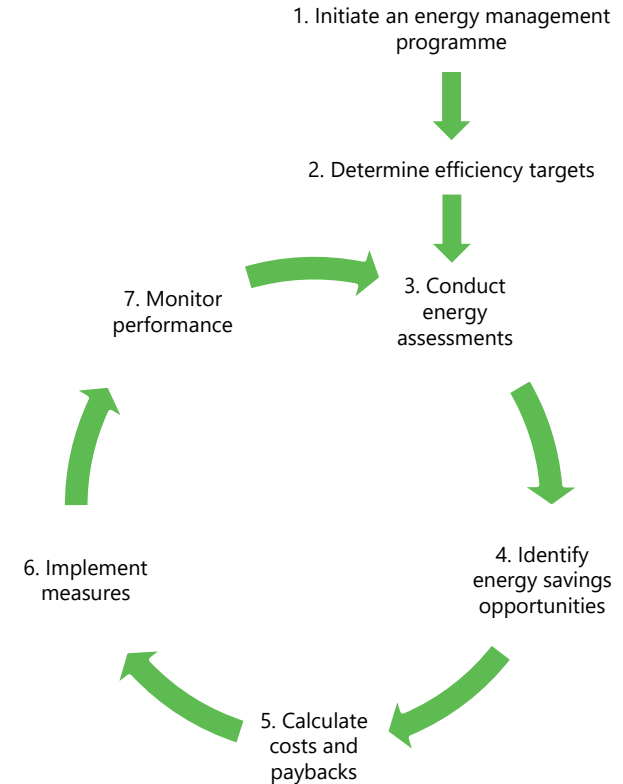 1. Initiate an energy management
programme
2. Determine efficiency targets
3. Conduct
energy
assessments
4. Identify
energy savings
opportunities
5. Calculate
costs and
paybacks
6. Implement
measures
7. Monitor
performance